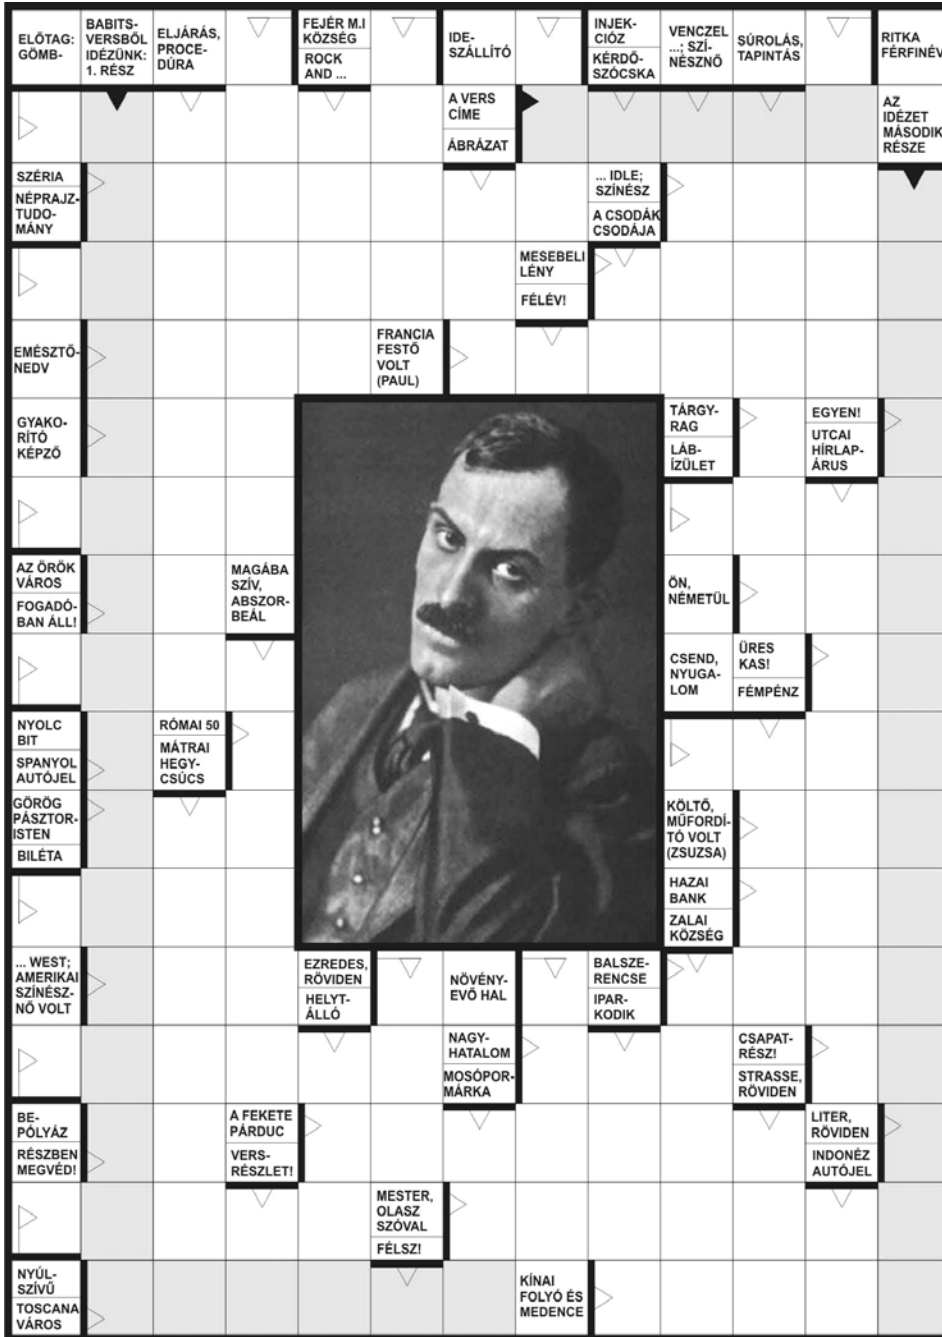 ELŐTAG:
GÖMB-
BABITS-
VERSBŐL
IDÉZÜNK:
1. RÉSZ
ELJÁRÁS,
PROCE-
DÚRA
FEJÉR M.I
KÖZSÉG
ROCK
AND ...
IDE-
SZÁLLÍTÓ
INJEK-
CIÓZ
KÉRDŐ-
SZÓCSKA
VENCZEL
...; SZÍ-
NÉSZNŐ
SÚROLÁS,
TAPINTÁS
RITKA
FÉRFINÉV
A VERS
CÍME
ÁBRÁZAT
AZ
IDÉZET
MÁSODIK
RÉSZE
SZÉRIA
NÉPRAJZ-
TUDO-
MÁNY
... IDLE;
SZÍNÉSZ
A CSODÁK
CSODÁJA
MESEBELI
LÉNY
FÉLÉV!
EMÉSZTŐ-
NEDV
FRANCIA
FESTŐ
VOLT
(PAUL)
GYAKO-
RÍTÓ
KÉPZŐ
TÁRGY-
RAG
LÁB-
ÍZÜLET
EGYEN!
UTCAI
HÍRLAP-
ÁRUS
AZ ÖRÖK
VÁROS
FOGADÓ-
BAN ÁLL!
MAGÁBA
SZÍV,
ABSZOR-
BEÁL
ÖN,
NÉMETÜL
CSEND,
NYUGA-
LOM
ÜRES
KAS!
FÉMPÉNZ
NYOLC
BIT
SPANYOL
AUTÓJEL
RÓMAI 50
MÁTRAI
HEGY-
CSÚCS
GÖRÖG
PÁSZTOR-
ISTEN
BILÉTA
KÖLTŐ,
MŰFORDÍ-
TÓ VOLT
(ZSUZSA)
HAZAI
BANK
ZALAI
KÖZSÉG
... WEST;
AMERIKAI
SZÍNÉSZ-
NŐ VOLT
EZREDES,
RÖVIDEN
HELYT-
ÁLLÓ
NÖVÉNY-
EVŐ HAL
BALSZE-
RENCSE
IPAR-
KODIK
NAGY-
HATALOM
MOSÓPOR-
MÁRKA
CSAPAT-
RÉSZ!
STRASSE,
RÖVIDEN
BE-
PÓLYÁZ
RÉSZBEN
MEGVÉD!
A FEKETE
PÁRDUC
VERS-
RÉSZLET!
LITER,
RÖVIDEN
INDONÉZ
AUTÓJEL
MESTER,
OLASZ
SZÓVAL
FÉLSZ!
NYÚL-
SZÍVŰ
TOSCANA
VÁROS
KÍNAI
FOLYÓ ÉS
MEDENCE